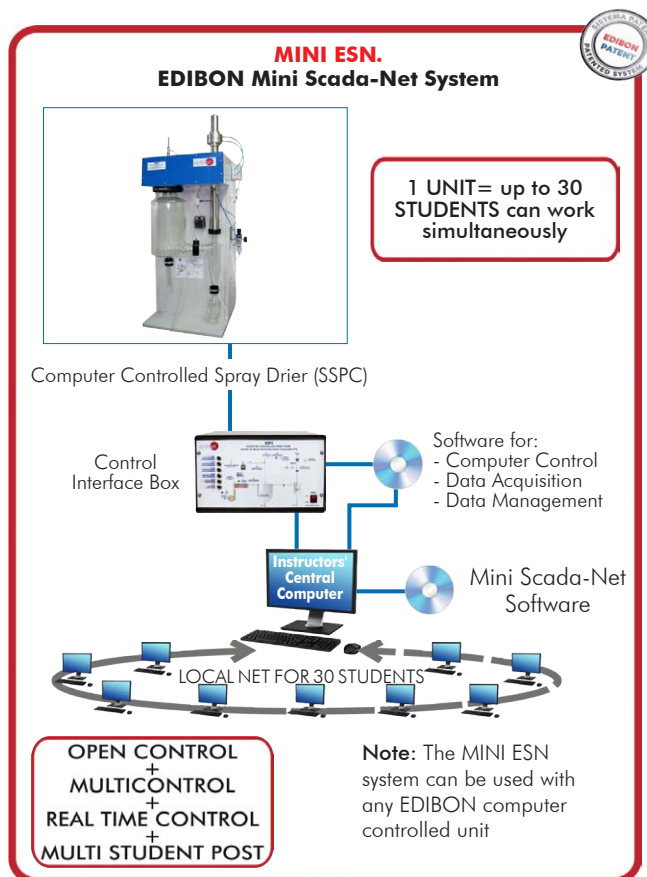 MINI ESN.
EDIBON Mini Scada-Net System
EDIBON
PATENT
PATENTED SYSTEM
1 UNIT= up to 30
STUDENTS can work
simultaneously
Computer Controlled Spray Drier (SSPC)
Control
Interface Box
Software for:
- Computer Control
- Data Acquisition
- Data Management
Instructors'
Central
Computer
Mini Scada-Net
Software
LOCAL NET FOR 30 STUDENTS
OPEN CONTROL
+
MULTICONTROL
+
REAL TIME CONTROL
+
MULTI STUDENT POST
Note: The MINI ESN
system can be used with
any EDIBON computer
controlled unit